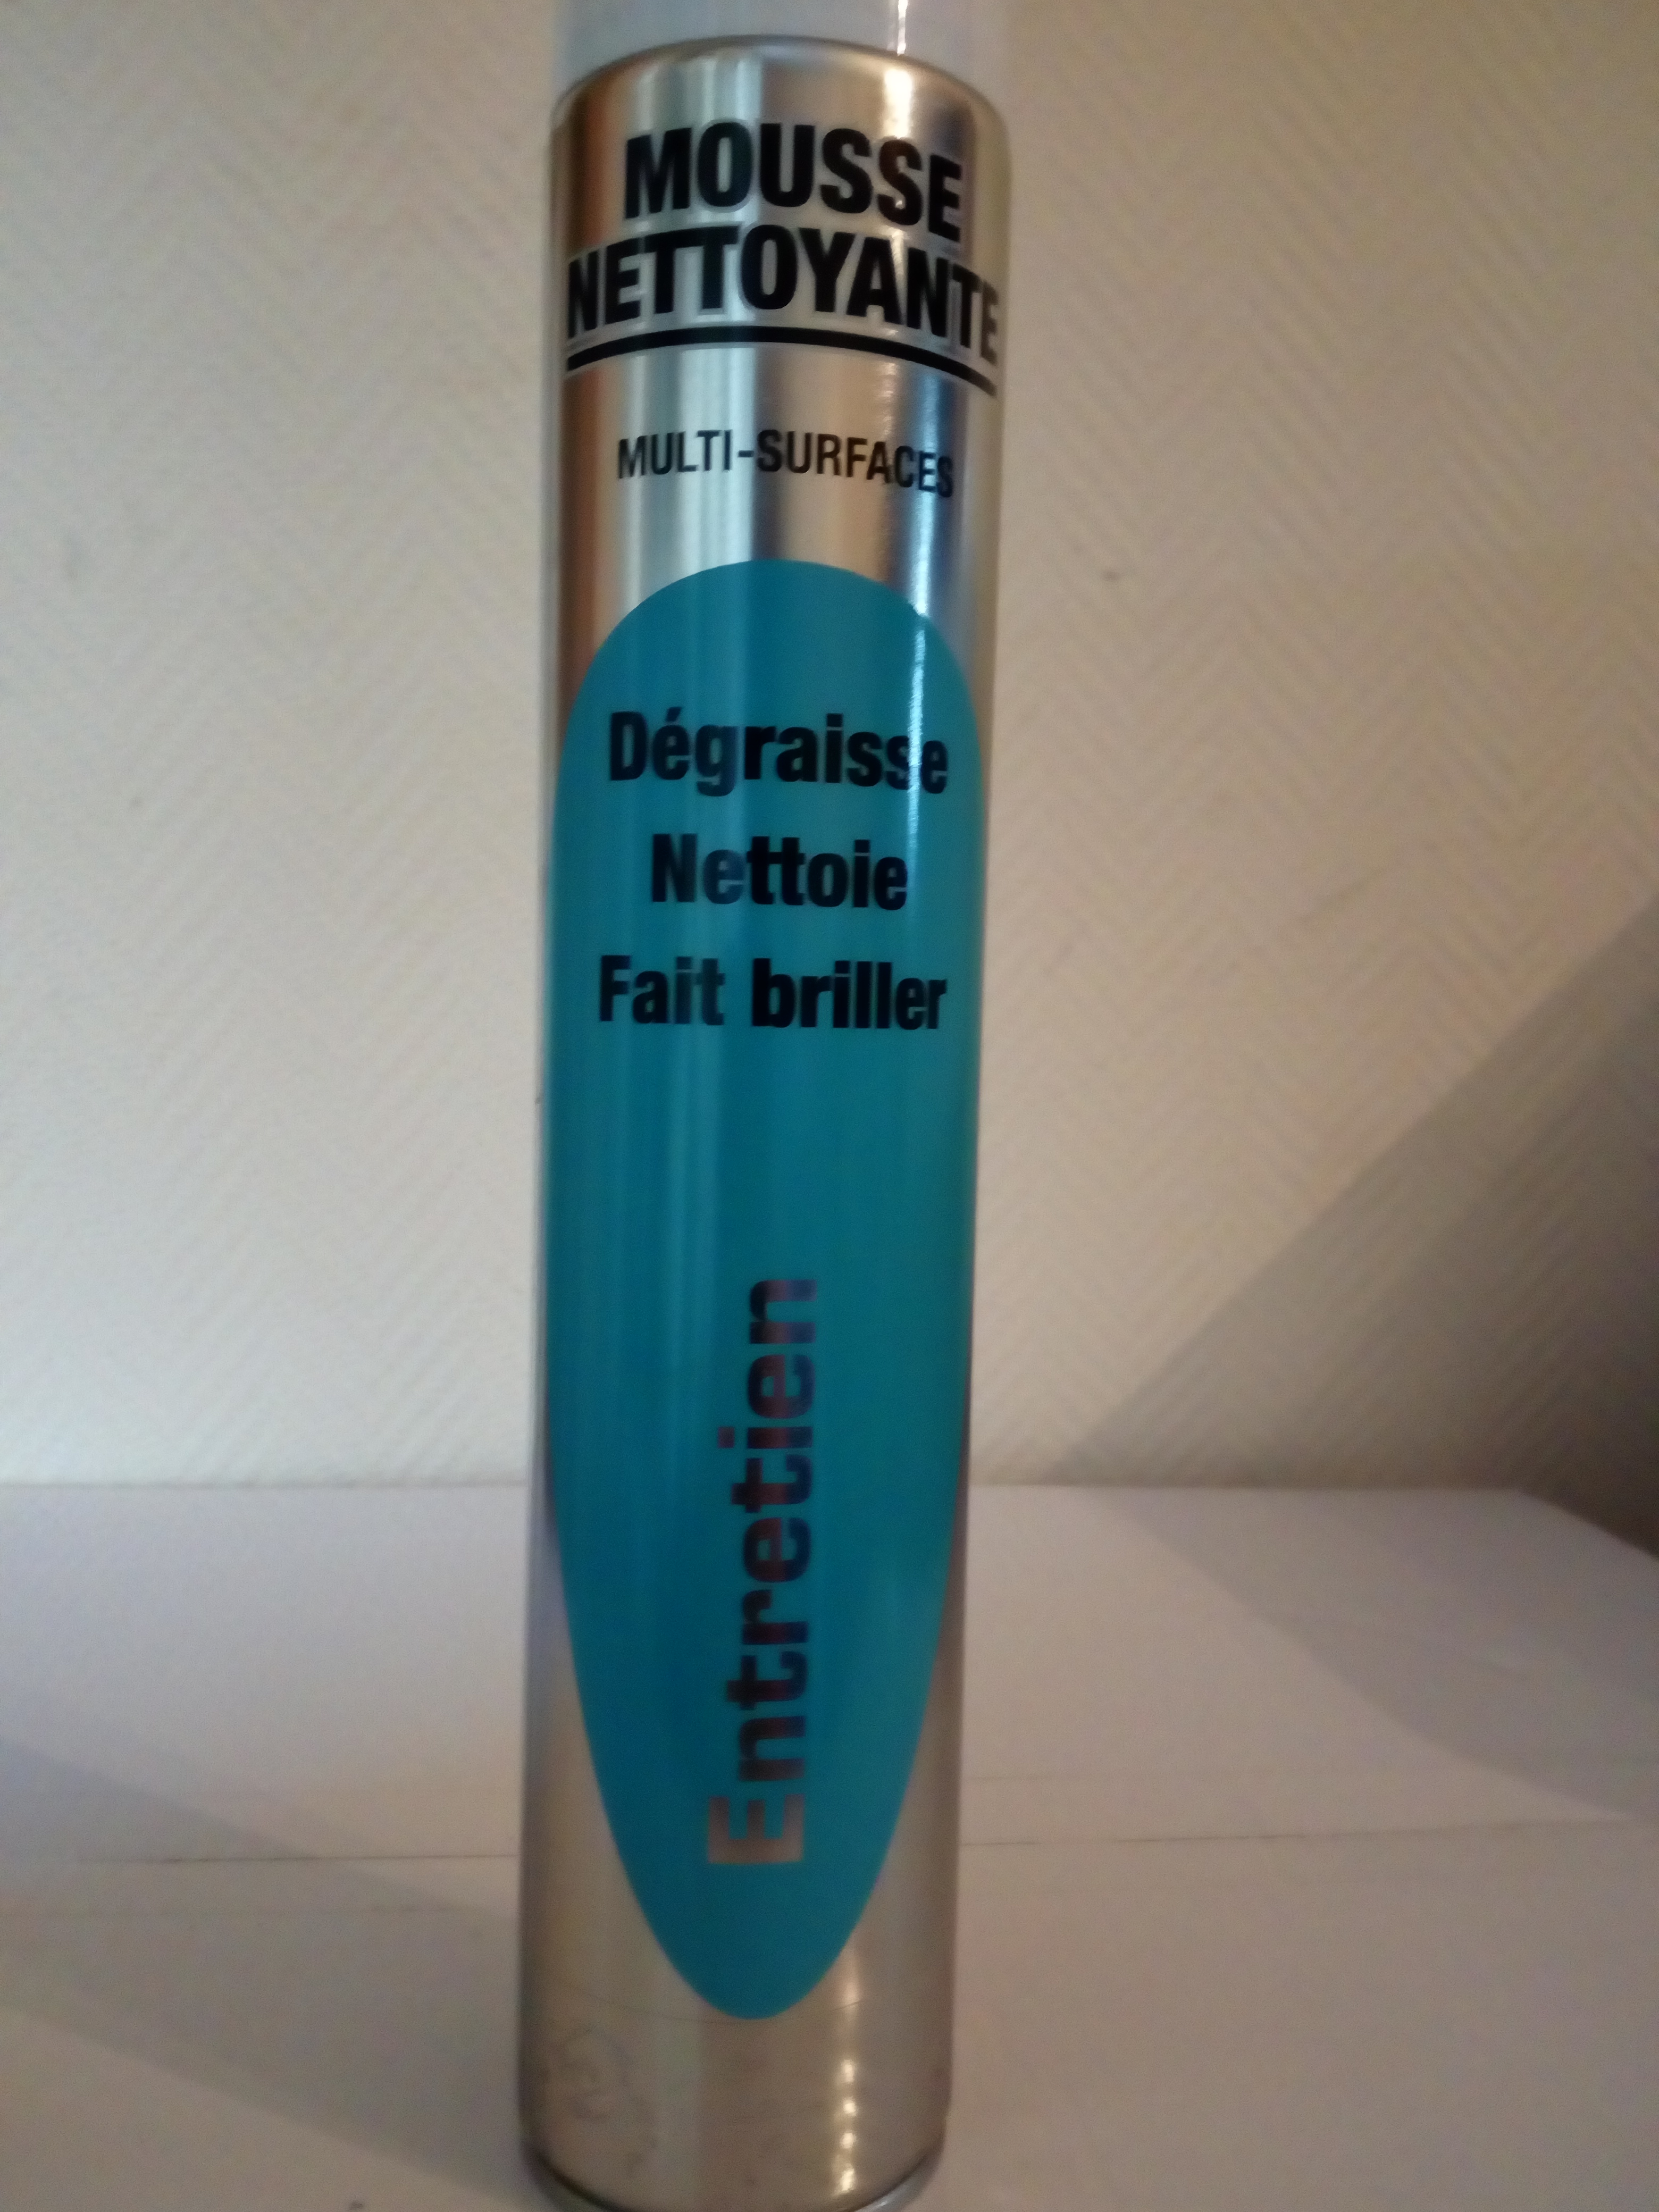 MOUSSE
NETTOYANTE
MULTI-SURFACES
Dégraisse
Nettoie
Fait briller
Entretien